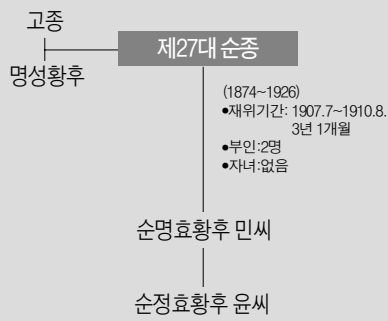 고종
명성황후
제27대 순종
(1874~1926)
●재위기간: 1907.7~1910.8.
3년 1개월
●부인:2명
●자녀:없음
순명효황후 민씨
순정효황후 윤씨